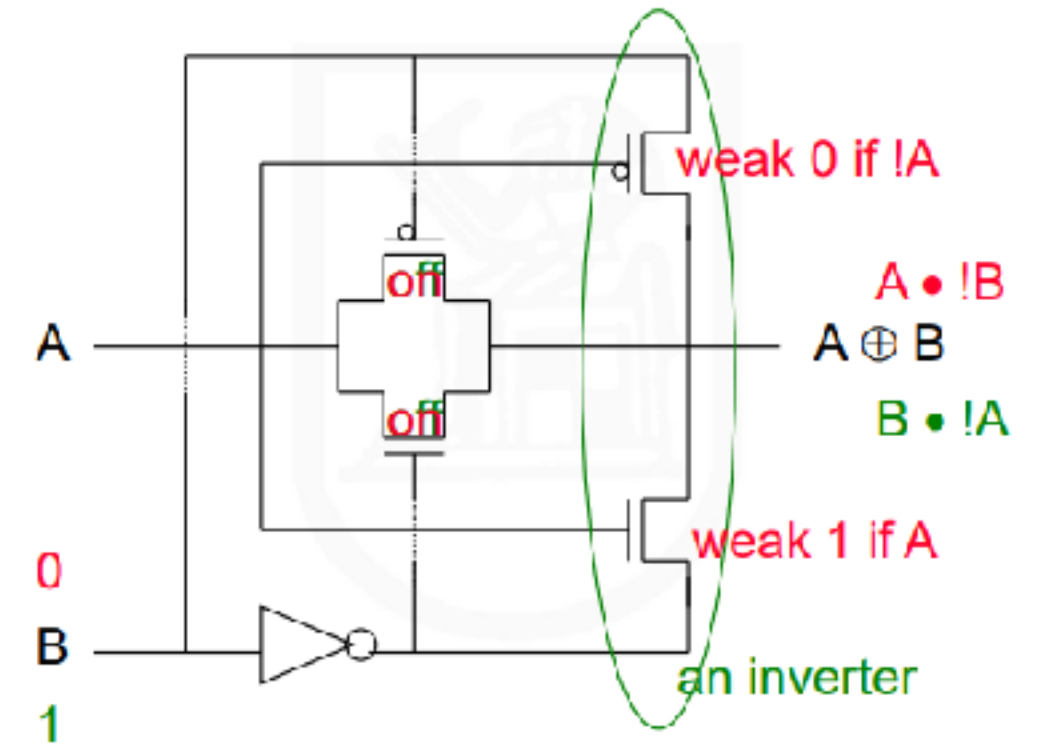 weak 0 if !A
off
A • !B
A
A ⊕ B
off
B • !A
weak 1 if A
0
B
an inverter
1